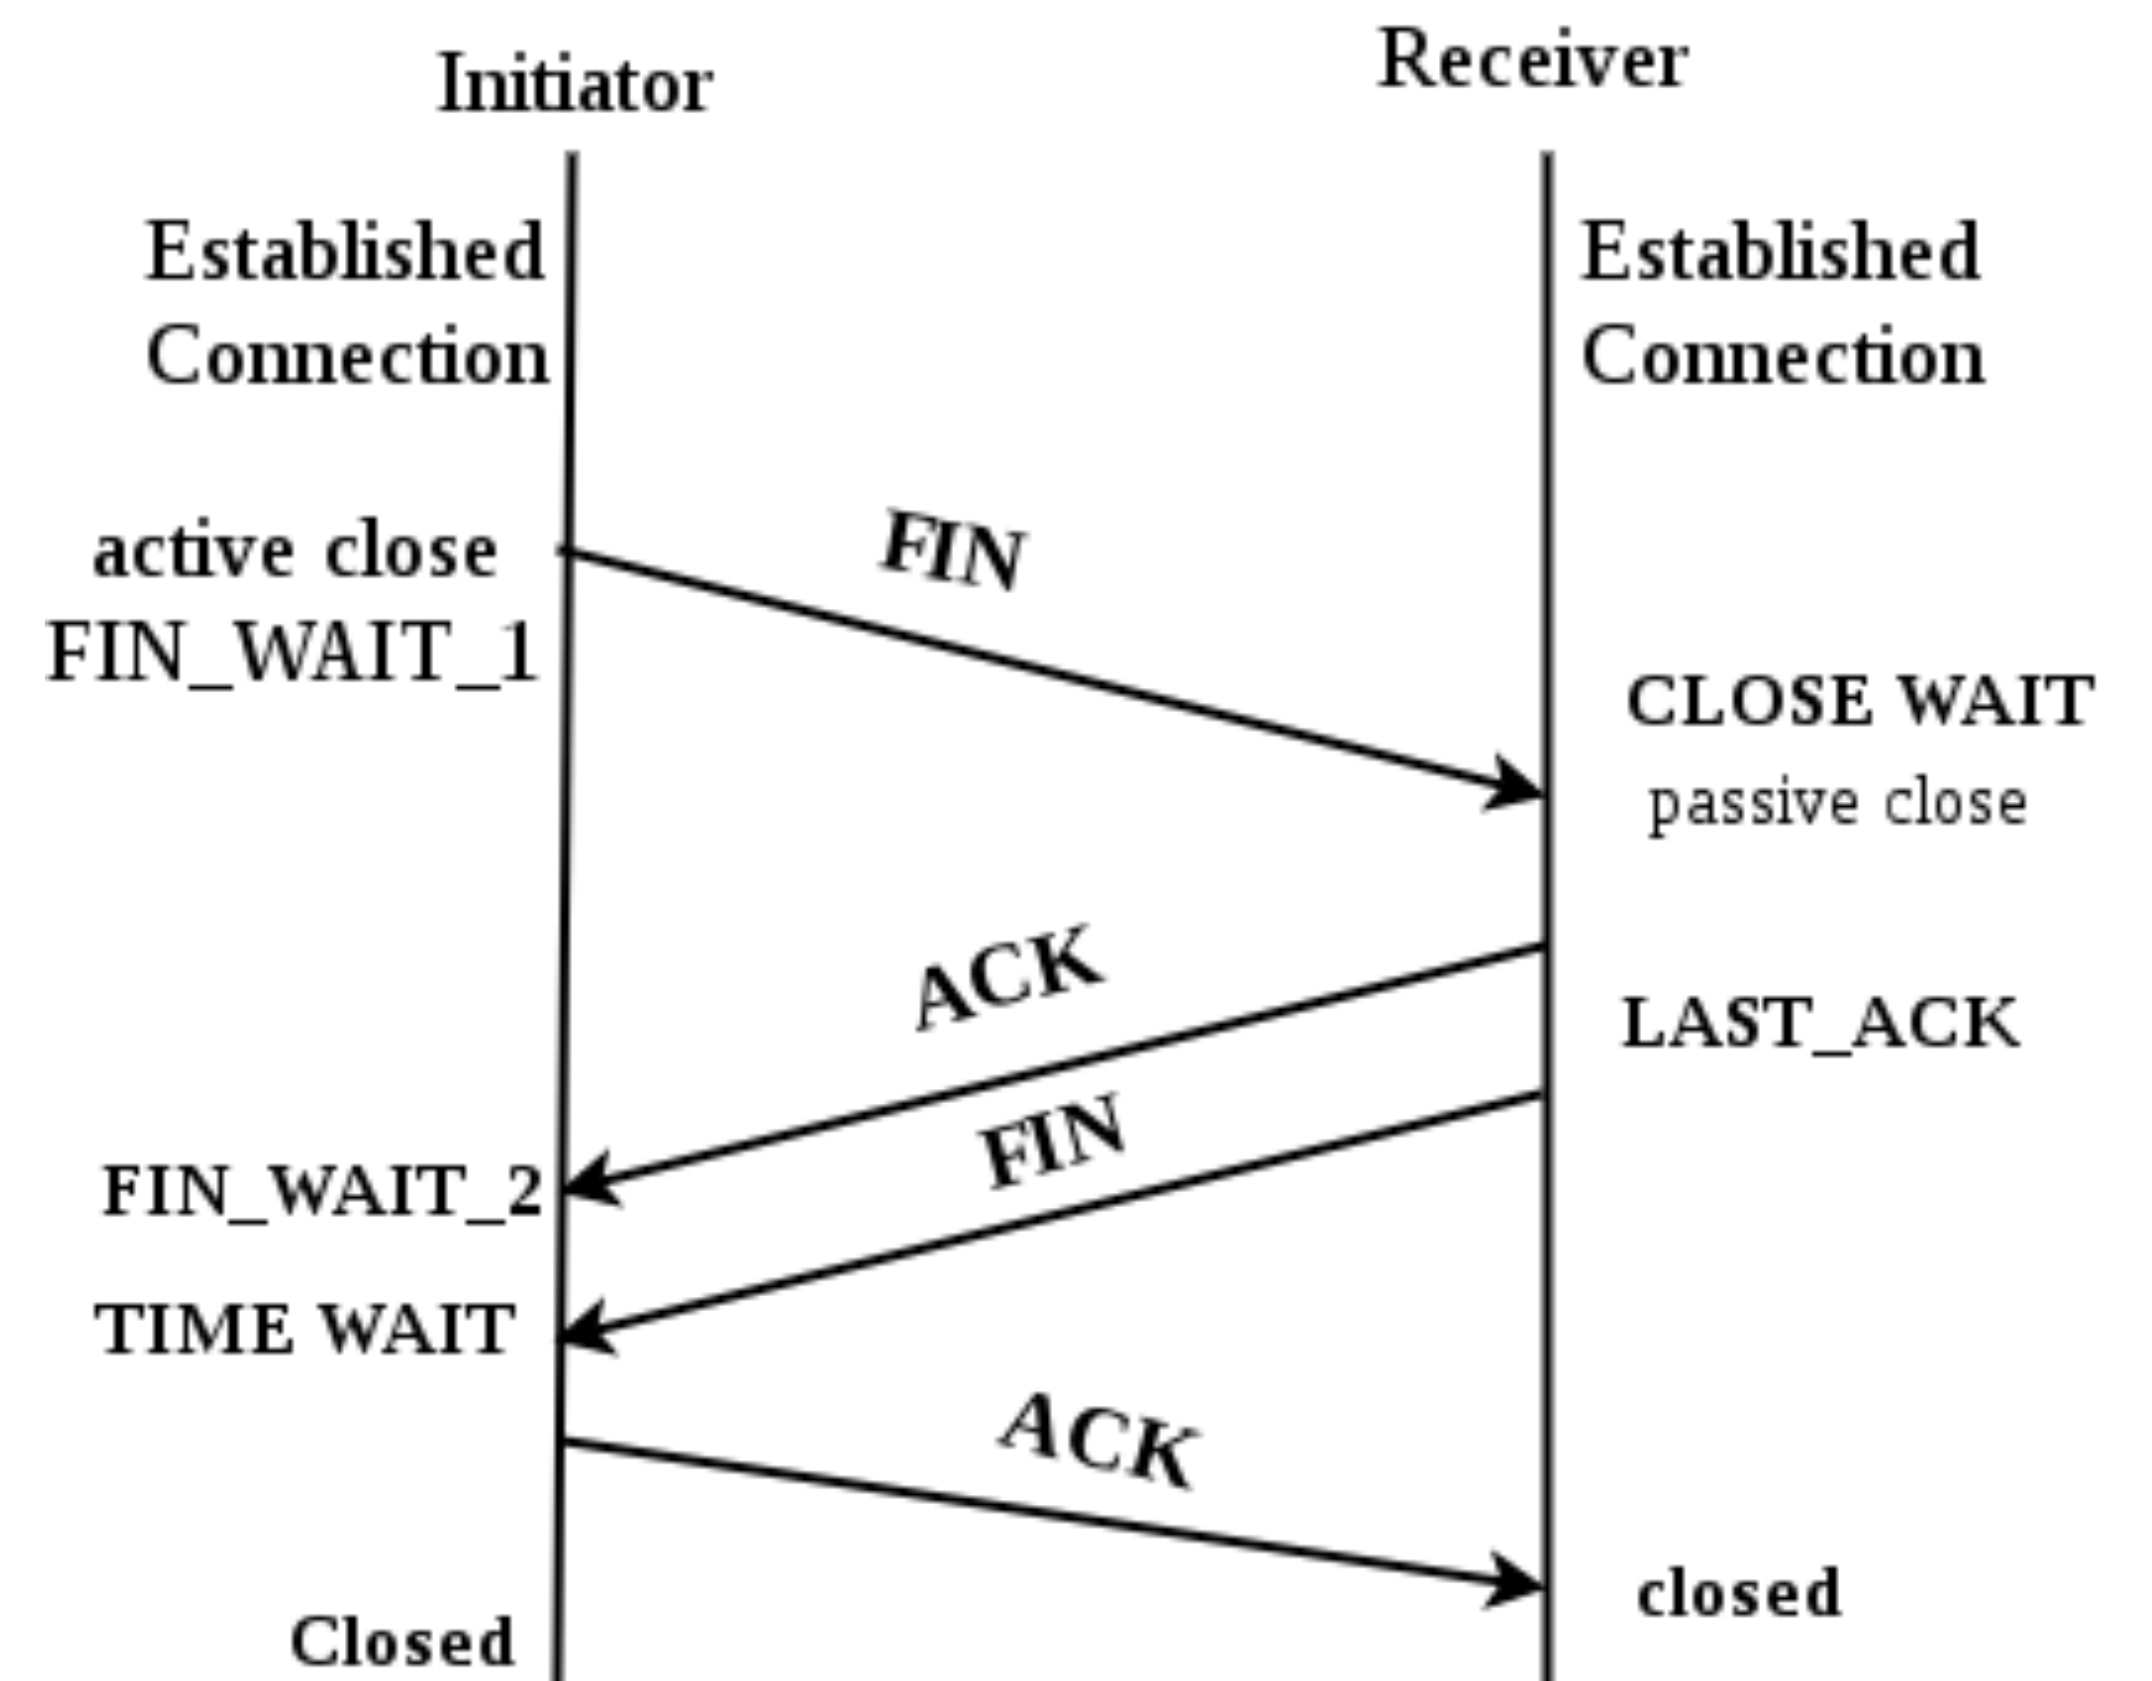 Initiator
Receiver
Established
Connection
Established
Connection
active close
FIN_WAIT_1
FIN
CLOSE WAIT
passive close
ACK
LAST_ACK
FIN
FIN_WAIT_2
TIME WAIT
ACK
closed
Closed